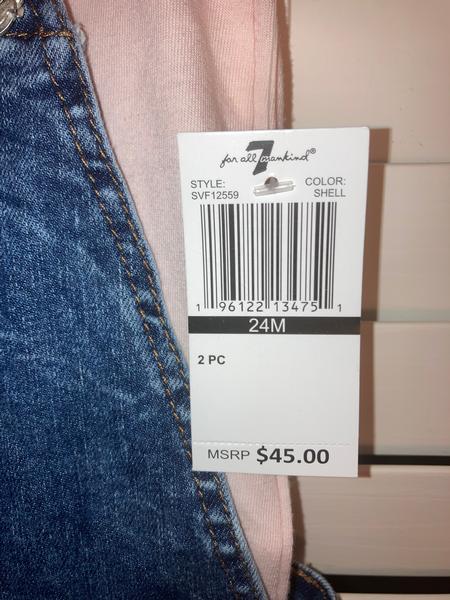 7
for all mankind®
STYLE: COLOR:
SVF12559 SHELL
1 96122 13475 1
24M
2 PC
MSRP $45.00